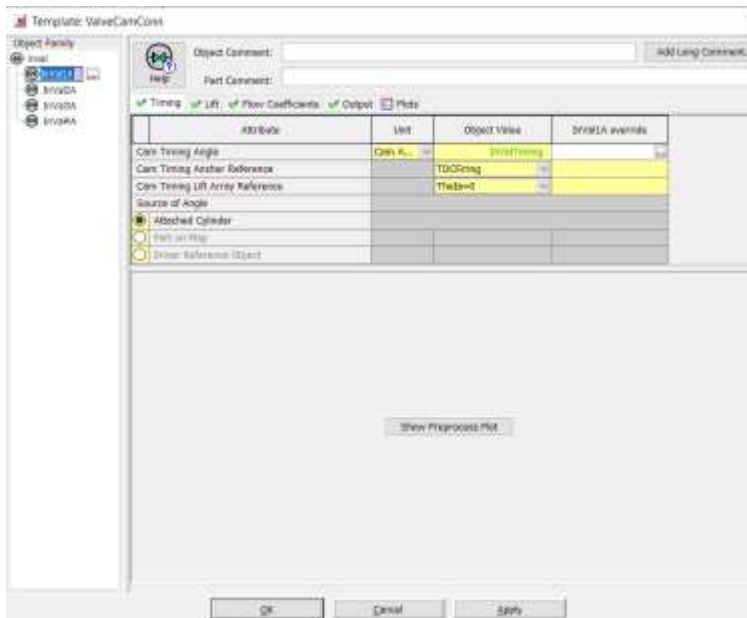 Template: ValveCamConn
Object Family
Help
Object Comment:
Add Long Comment.
Part Comment:
Timing Lift Flow Coefficients Output Plots
Attribute Unit Object Value
Cam Timing Angle Cam A...
Cam Timing Anchor Reference TDCFiring
Cam Timing Lift Array Reference Theta=0
Source of Angle
Attached Cylinder
Part on Map
Driver Reference Object
Show Preprocess Plot
OK Cancel Apply